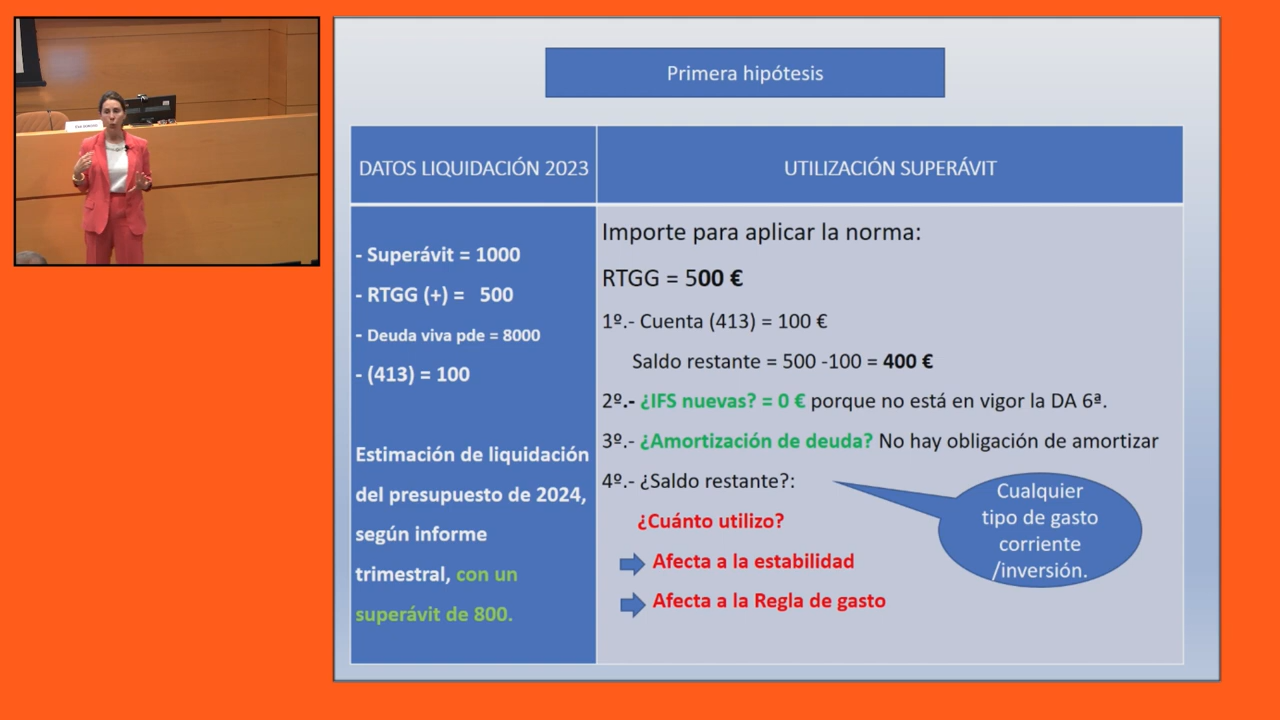 Primera hipótesis
DATOS LIQUIDACIÓN 2023
UTILIZACIÓN SUPERÁVIT
- Superávit = 1000
- RTGG (+) = 500
- Deuda viva pde = 8000
- (413) = 100
Estimación de liquidación
del presupuesto de 2024,
según informe
trimestral, con un
superávit de 800.
Importe para aplicar la norma:
RTGG = 500 €
1º.- Cuenta (413) = 100 €
Saldo restante = 500 -100 = 400 €
2º.- ¿IFS nuevas? = 0 € porque no está en vigor la DA 6ª.
3º.- ¿Amortización de deuda? No hay obligación de amortizar
4º.- ¿Saldo restante?:
¿Cuánto utilizo?
Afecta a la estabilidad
Afecta a la Regla de gasto
Cualquier
tipo de gasto
corriente
/inversión.